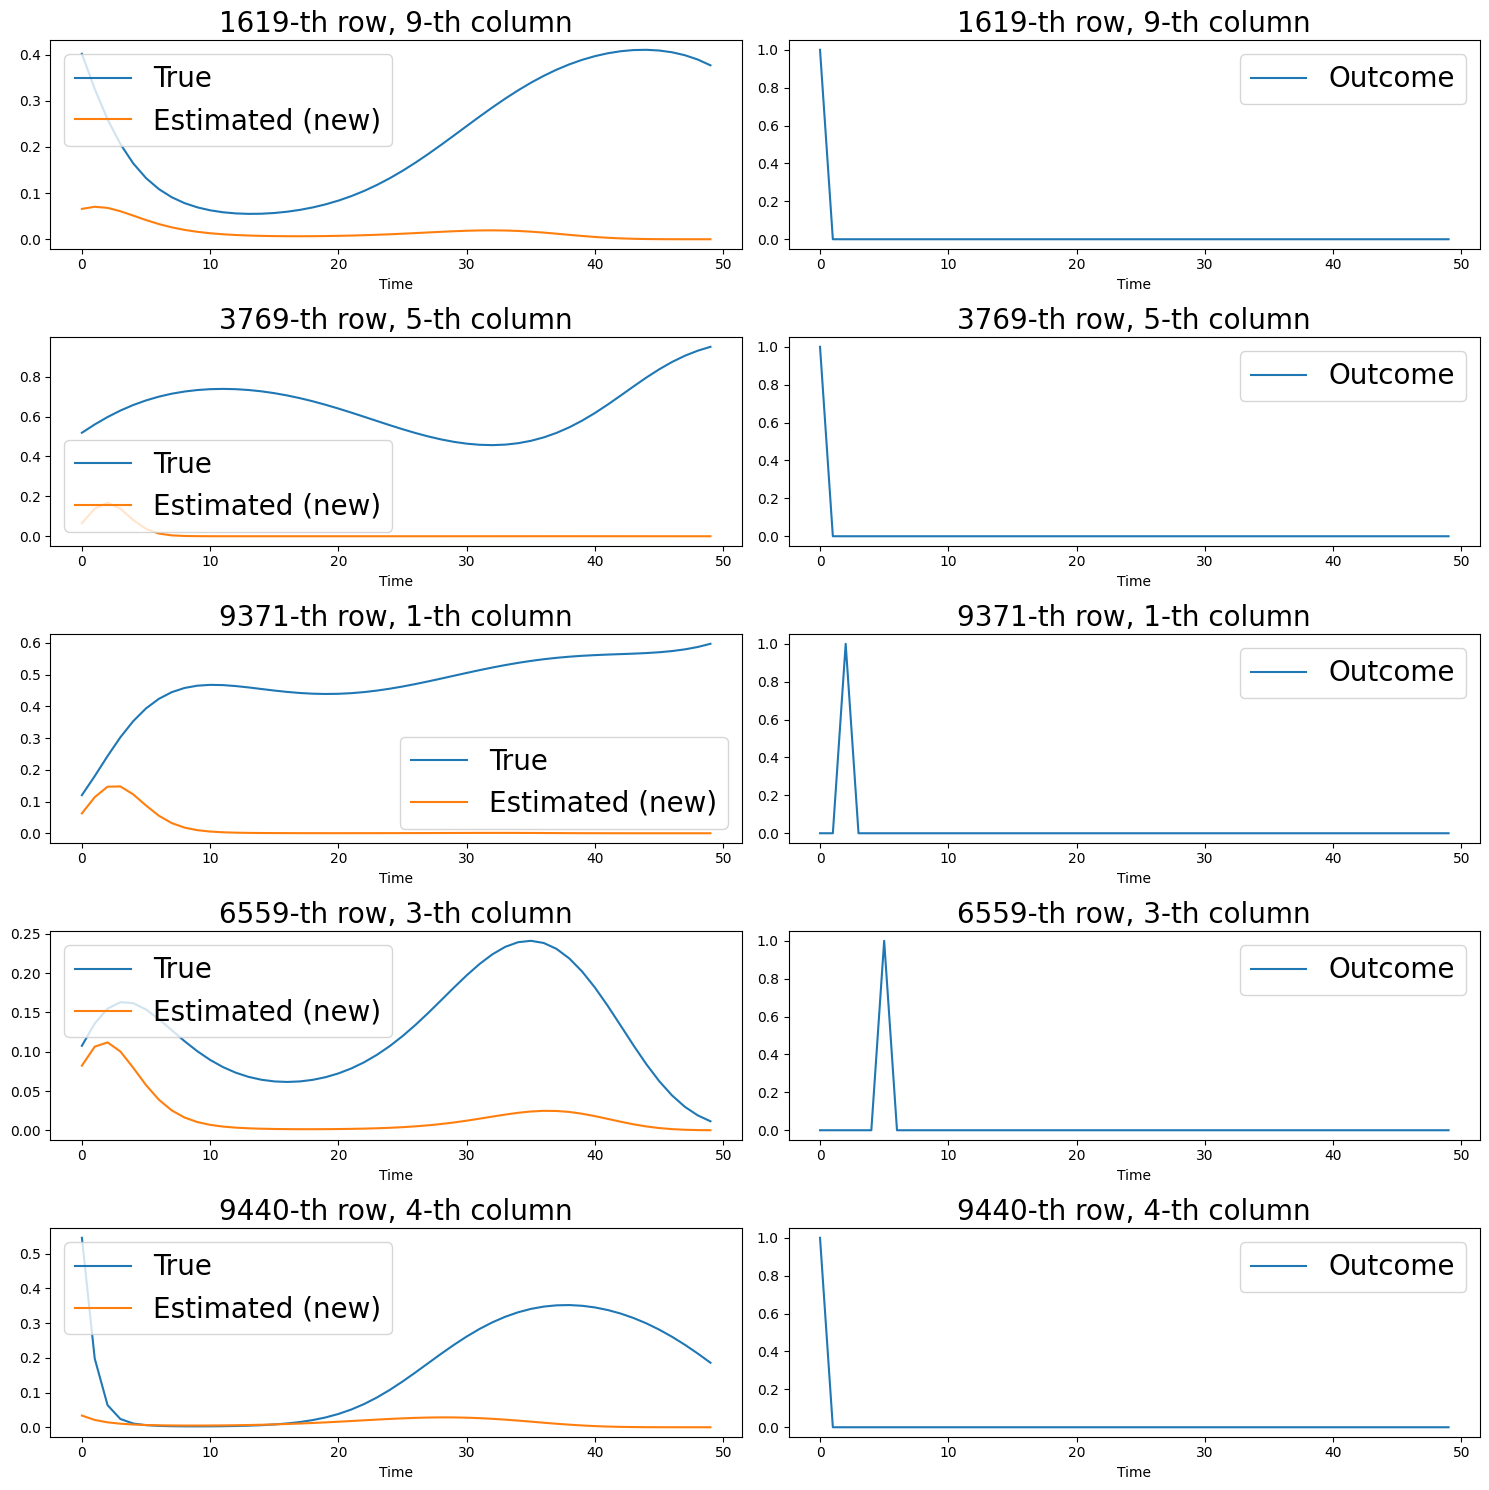 1619-th row, 9-th column
0.4
0.3
0.2
0.1
0.0
True
Estimated (new)
0 10 20 30 40 50
Time
1619-th row, 9-th column
1.0
0.8
0.6
0.4
0.2
0.0
Outcome
0 10 20 30 40 50
Time
3769-th row, 5-th column
0.8
0.6
0.4
0.2
0.0
True
Estimated (new)
0 10 20 30 40 50
Time
3769-th row, 5-th column
1.0
0.8
0.6
0.4
0.2
0.0
Outcome
0 10 20 30 40 50
Time
9371-th row, 1-th column
0.6
0.5
0.4
0.3
0.2
0.1
0.0
True
Estimated (new)
0 10 20 30 40 50
Time
9371-th row, 1-th column
1.0
0.8
0.6
0.4
0.2
0.0
Outcome
0 10 20 30 40 50
Time
6559-th row, 3-th column
0.25
0.20
0.15
0.10
0.05
0.00
True
Estimated (new)
0 10 20 30 40 50
Time
6559-th row, 3-th column
1.0
0.8
0.6
0.4
0.2
0.0
Outcome
0 10 20 30 40 50
Time
9440-th row, 4-th column
0.5
0.4
0.3
0.2
0.1
0.0
True
Estimated (new)
0 10 20 30 40 50
Time
9440-th row, 4-th column
1.0
0.8
0.6
0.4
0.2
0.0
Outcome
0 10 20 30 40 50
Time